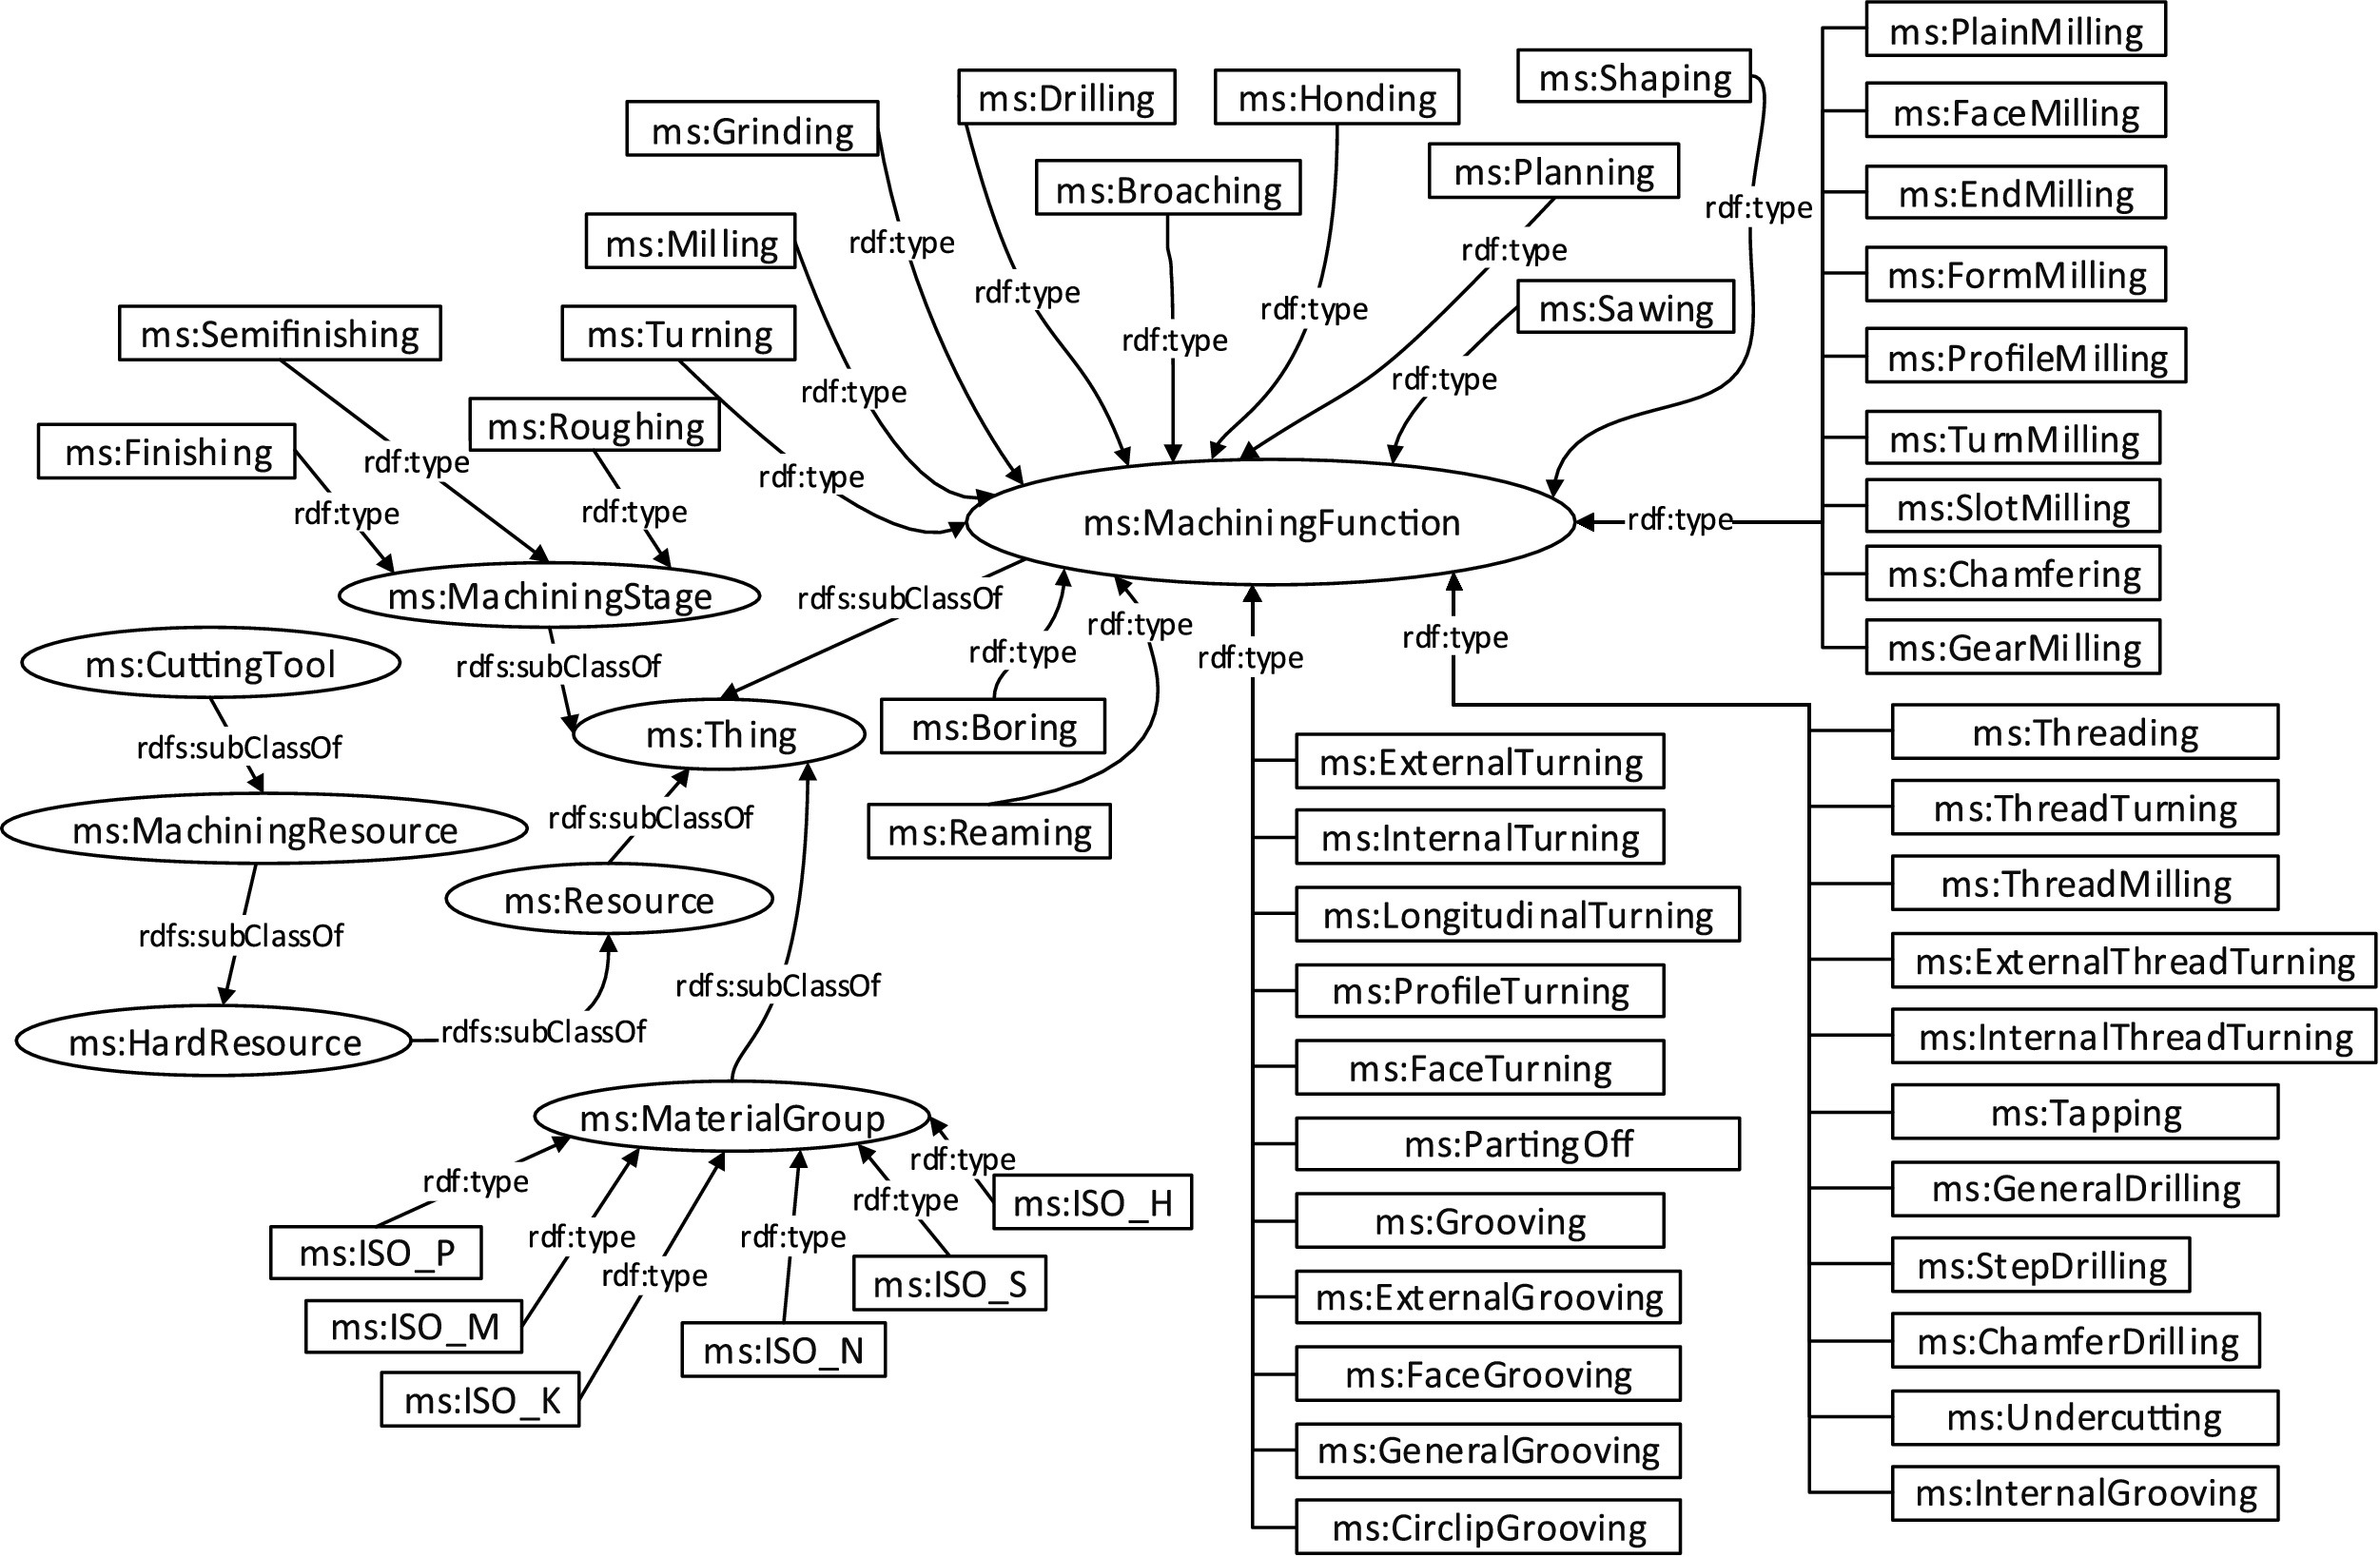 ms:PlainMilling
ms:Shaping
ms:Drilling
ms:Honding
ms:FaceMilling
ms:Grinding
ms:Planning
ms:Broaching
ms:EndMilling
rdf:type
ms:Milling
rdf:type
rdf:type
ms:FormMilling
rdf:type
rdf:type
ms:Sawing
ms:Semifinishing
ms:Turning
rdf:type
ms:ProfileMilling
rdf:type
rdf:type
rdf:type
ms:Roughing
ms:TurnMilling
ms:Finishing
rdf:type
rdf:type
ms:SlotMilling
rdf:type
rdf:type
ms:MachiningFunction
rdf:type
ms:Chamfering
ms:MachiningStage
rdfs:subClassOf
rdf:type
rdf:type
ms:GearMilling
rdf:type
rdf:type
ms:CuttingTool
rdfs:subClassOf
ms:Boring
ms:Thing
ms:Threading
rdfs:subClassOf
ms:ExternalTurning
ms:ThreadTurning
rdfs:subClassOf
ms:MachiningResource
ms:Reaming
ms:InternalTurning
ms:ThreadMilling
ms:Resource
ms:LongitudinalTurning
rdfs:subClassOf
ms:ExternalThreadTurning
rdfs:subClassOf
ms:ProfileTurning
ms:HardResource
rdfs:subClassOf
ms:InternalThreadTurning
ms:FaceTurning
ms:MaterialGroup
ms:Tapping
ms:PartingOff
rdf:type
rdf:type
rdf:type
ms:ISO_H
ms:GeneralDrilling
ms:Grooving
rdf:type
rdf:type
ms:ISO_P
rdf:type
ms:ISO_S
ms:StepDrilling
ms:ExternalGrooving
ms:ISO_M
ms:ISO_N
ms:ChamferDrilling
ms:FaceGrooving
ms:ISO_K
ms:Undercutting
ms:GeneralGrooving
ms:InternalGrooving
ms:CirclipGrooving